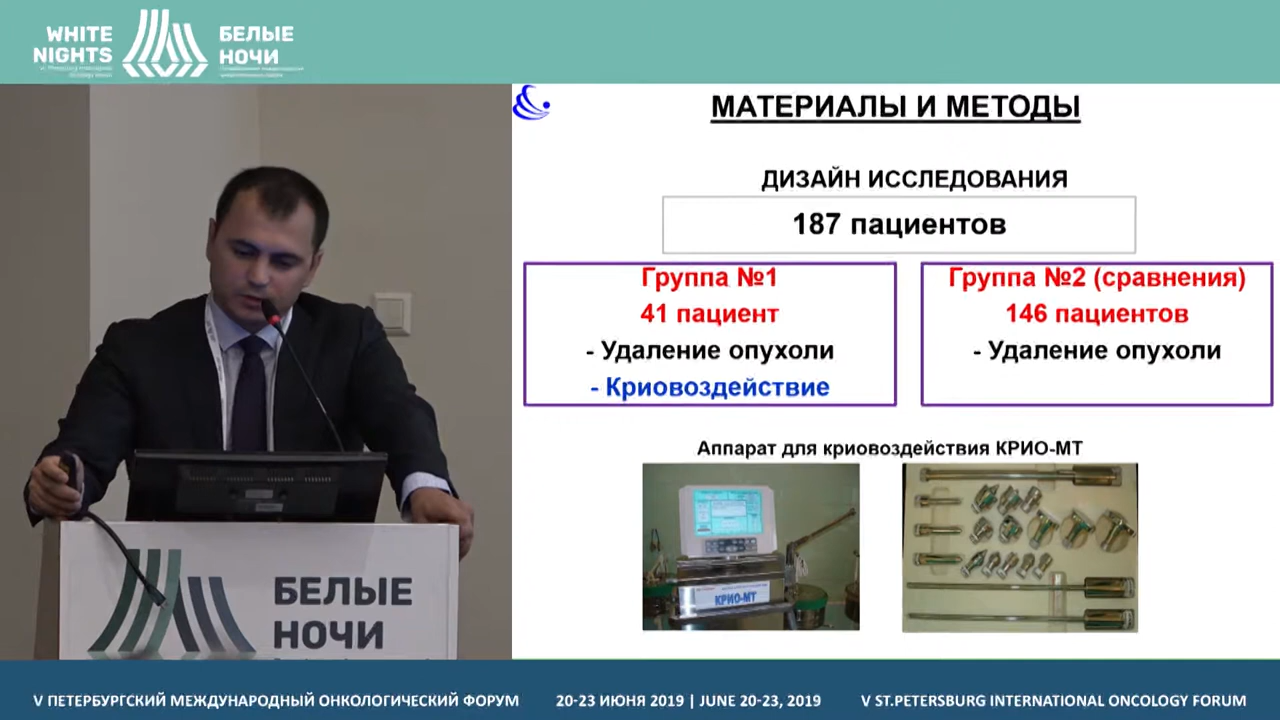 WHITE
NIGHTS
БЕЛЫЕ
НОЧИ
МАТЕРИАЛЫ И МЕТОДЫ
ДИЗАЙН ИССЛЕДОВАНИЯ
187 пациентов
Группа №1
41 пациент
- Удаление опухоли
- Криовоздействие
Группа №2 (сравнения)
146 пациентов
- Удаление опухоли
Аппарат для криовоздействия КРИО-МТ
КРИО-МТ
БЕЛЫЕ
НОЧИ
V ПЕТЕРБУРГСКИЙ МЕЖДУНАРОДНЫЙ ОНКОЛОГИЧЕСКИЙ ФОРУМ
20-23 ИЮНЯ 2019 | JUNE 20-23, 2019
V ST.PETERSBURG INTERNATIONAL ONCOLOGY FORUM